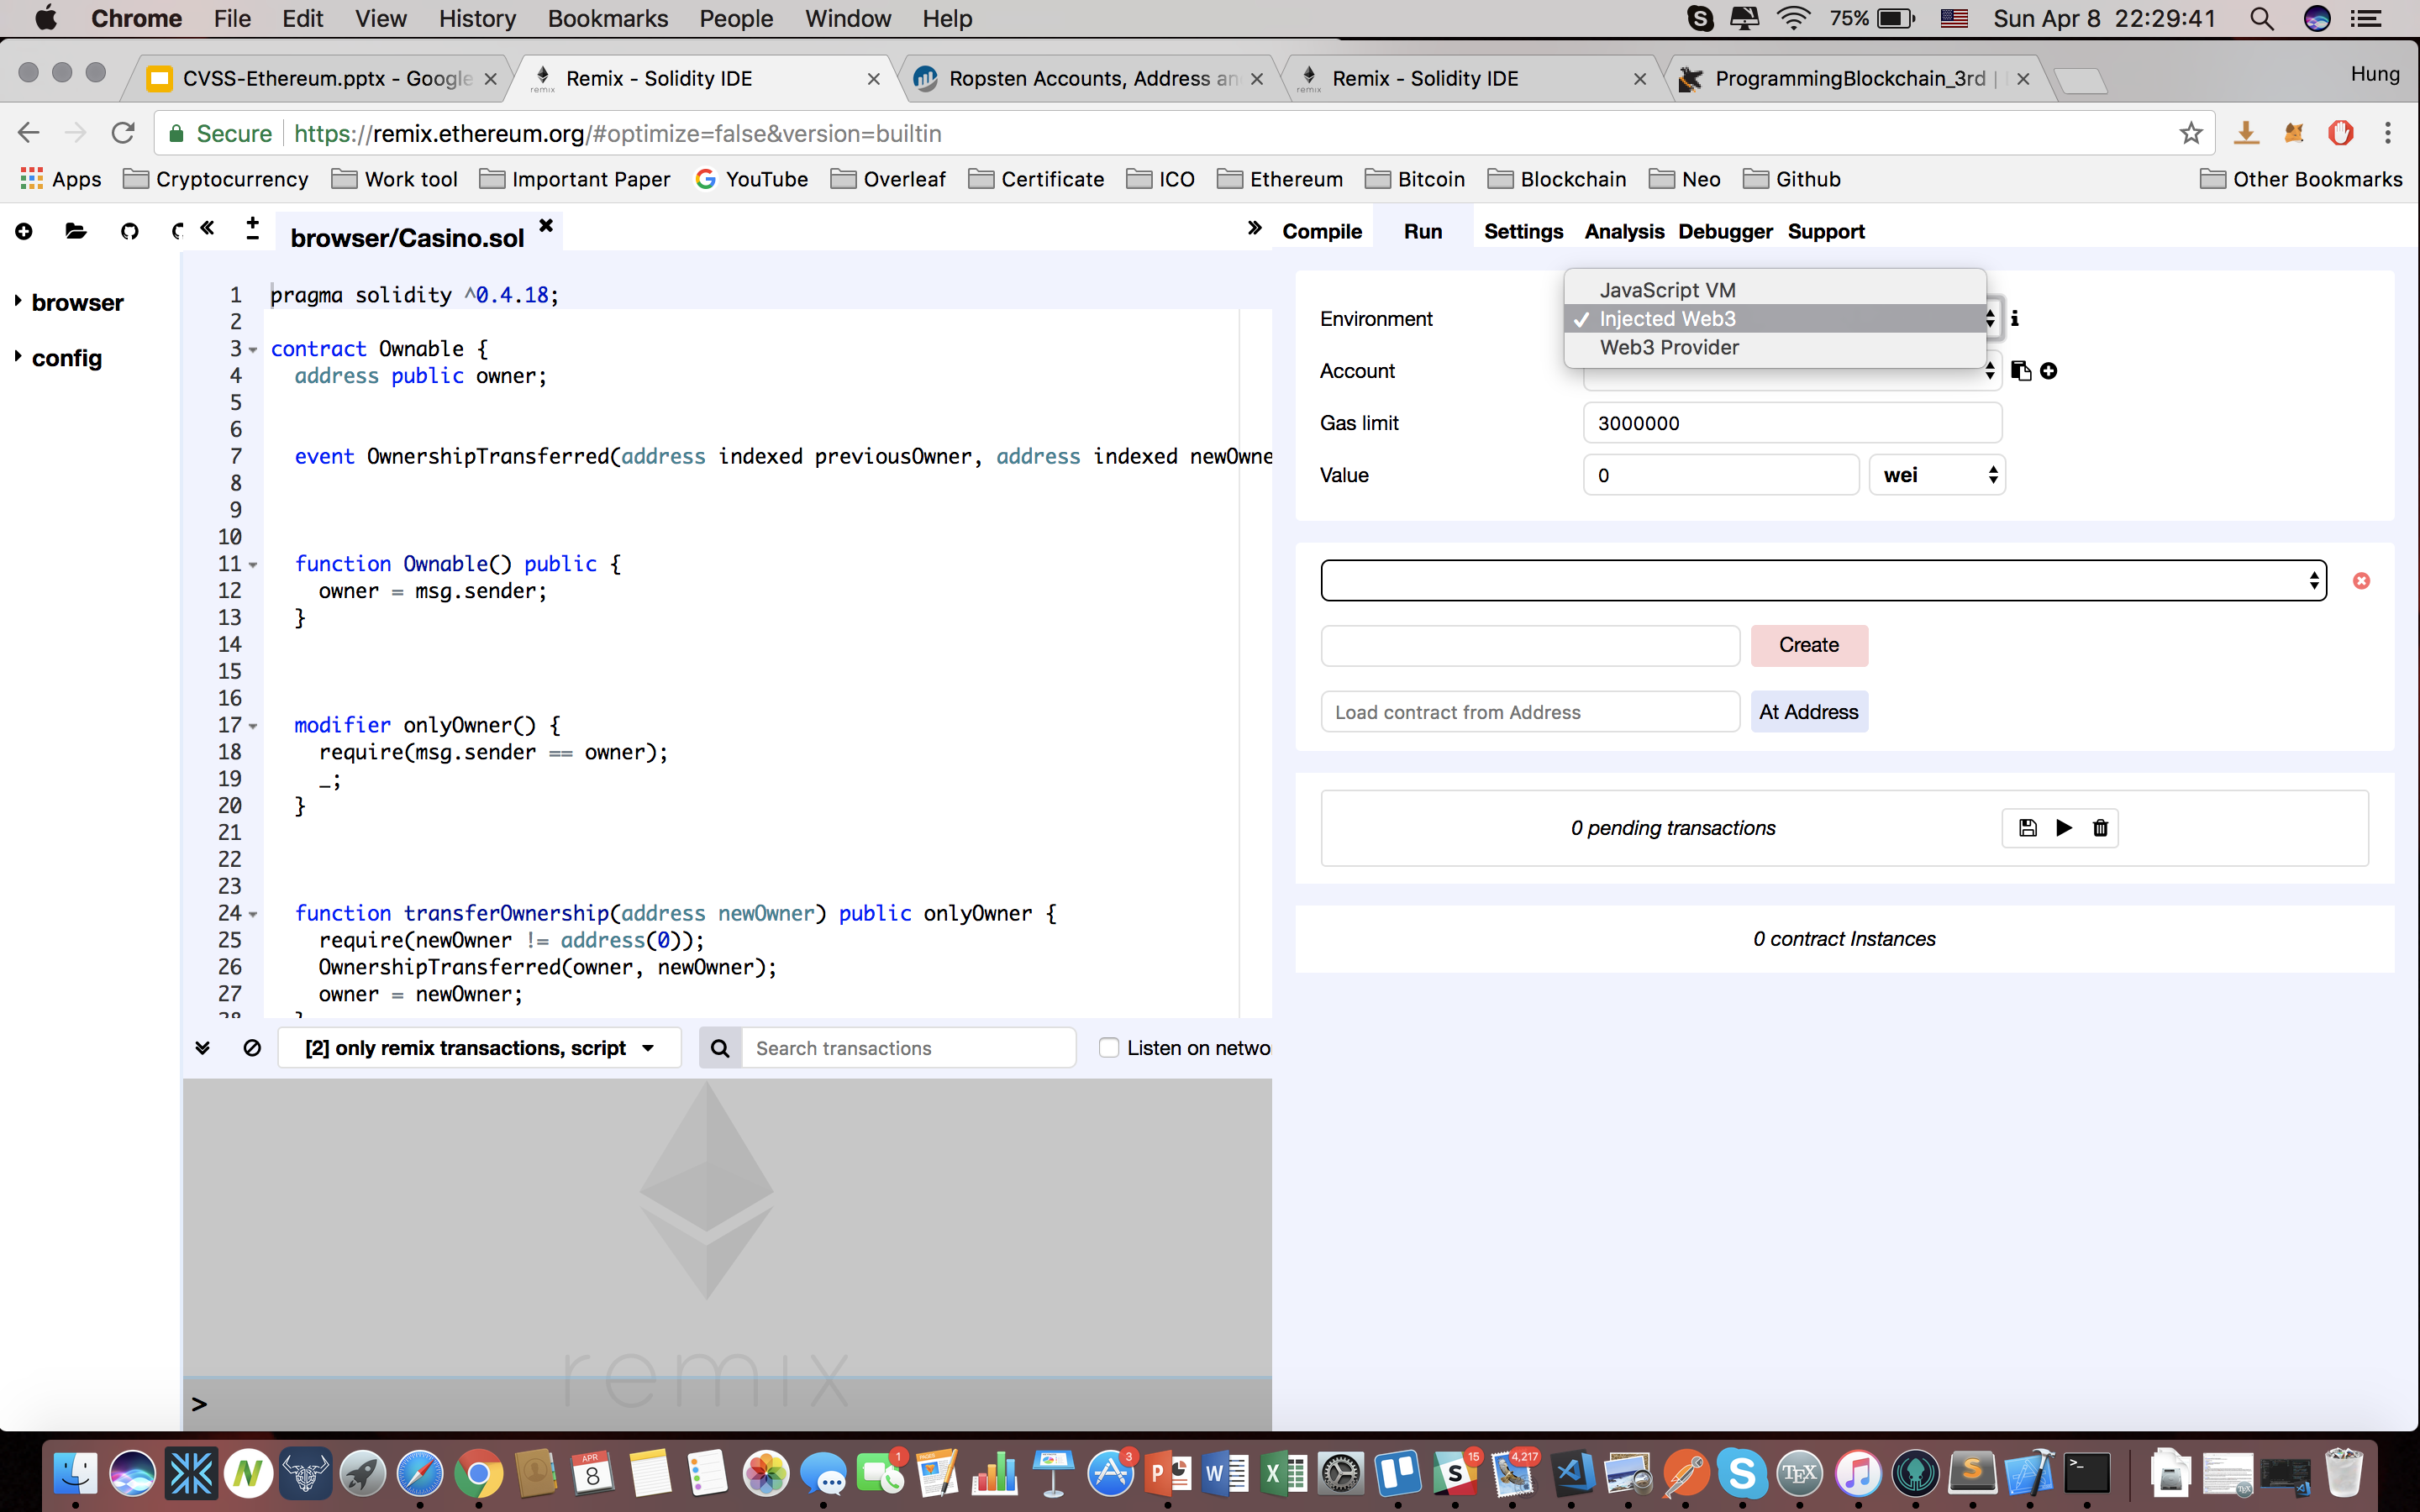 Chrome File Edit View History Bookmarks People Window Help 75% Sun Apr 8 22:29:41
CVSS-Ethereum.pptx - Google Remix - Solidity IDE Ropsten Accounts, Address an Remix - Solidity IDE ProgrammingBlockchain_3rd | Hung
Secure https://remix.ethereum.org/#optimize=false&version=builtin
Apps Cryptocurrency Work tool Important Paper YouTube Overleaf Certificate ICO Ethereum Bitcoin Blockchain Neo Github Other Bookmarks
browser/Casino.sol
Compile Run Settings Analysis Debugger Support
browser
config
1 pragma solidity ^0.4.18;
2
3 contract Ownable {
4 address public owner;
5
6
7 event OwnershipTransferred(address indexed previousOwner, address indexed newOwne
8
9
10
11 function Ownable() public {
12 owner = msg.sender;
13 }
14
15
16
17 modifier onlyOwner() {
18 require(msg.sender == owner);
19 _;
20 }
21
22
23
24 function transferOwnership(address newOwner) public onlyOwner {
25 require(newOwner != address(0));
26 OwnershipTransferred(owner, newOwner);
27 owner = newOwner;
28 }
[2] only remix transactions, script Search transactions Listen on netwo
remix
>
Environment
JavaScript VM
✓ Injected Web3
Web3 Provider
Account
Gas limit 3000000
Value 0 wei
Create
Load contract from Address At Address
0 pending transactions
0 contract Instances
APR
8
1
3
15
4,217